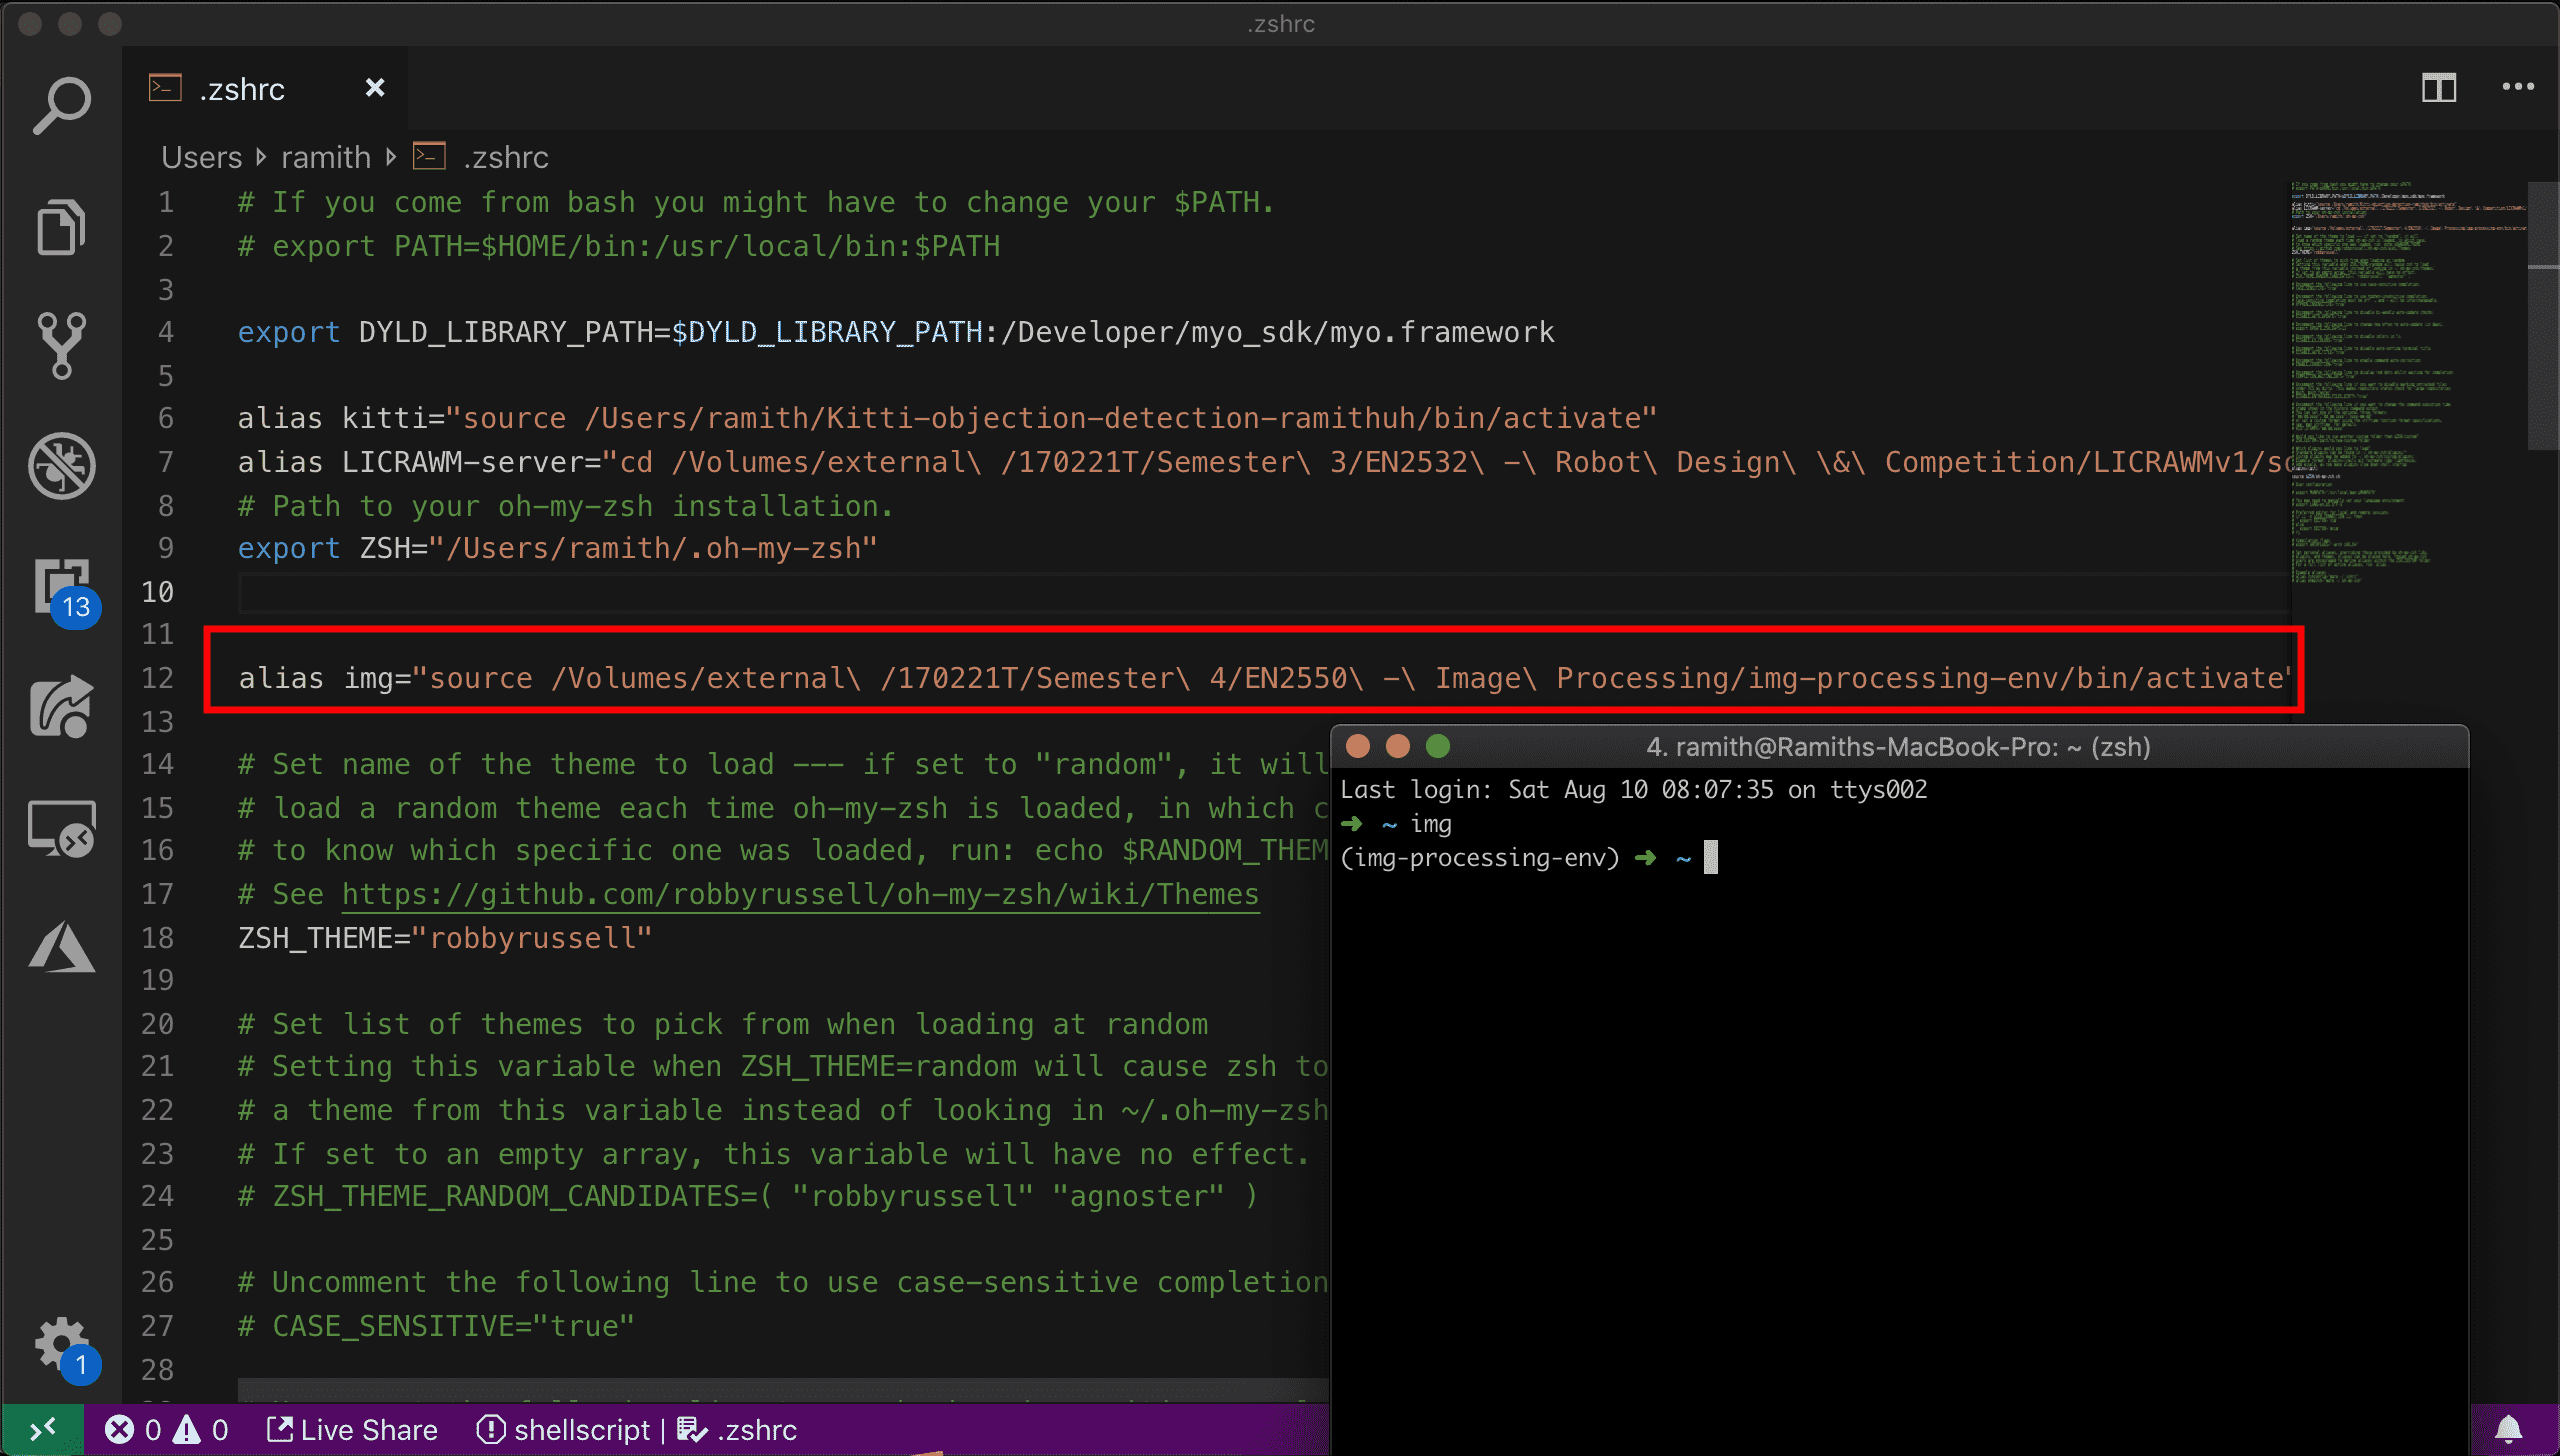 .zshrc
.zshrc
Users ramith .zshrc
1 # If you come from bash you might have to change your $PATH.
2 # export PATH=$HOME/bin:/usr/local/bin:$PATH
3
4 export DYLD_LIBRARY_PATH=$DYLD_LIBRARY_PATH:/Developer/myo_sdk/myo.framework
5
6 alias kitti="source /Users/ramith/Kitti-objection-detection-ramithuh/bin/activate"
7 alias LICRAWM-server="cd /Volumes/external\ /170221T/Semester\ 3/EN2532\ -\ Robot\ Design\ \&\ Competition/LICRAWMv1/
8 # Path to your oh-my-zsh installation.
9 export ZSH="/Users/ramith/.oh-my-zsh"
10
11
12 alias img="source /Volumes/external\ /170221T/Semester\ 4/EN2550\ -\ Image\ Processing/img-processing-env/bin/activate"
13
14 # Set name of the theme to load --- if set to "random", it will
15 # load a random theme each time oh-my-zsh is loaded, in which c
16 # to know which specific one was loaded, run: echo $RANDOM_THEM
17 # See https://github.com/robbyrussell/oh-my-zsh/wiki/Themes
18 ZSH_THEME="robbyrussell"
19
20 # Set list of themes to pick from when loading at random
21 # Setting this variable when ZSH_THEME=random will cause zsh to
22 # a theme from this variable instead of looking in ~/.oh-my-zsh
23 # If set to an empty array, this variable will have no effect.
24 # ZSH_THEME_RANDOM_CANDIDATES=( "robbyrussell" "agnoster" )
25
26 # Uncomment the following line to use case-sensitive completion
27 # CASE_SENSITIVE="true"
28
13
1
4. ramith@Ramiths-MacBook-Pro: ~ (zsh)
Last login: Sat Aug 10 08:07:35 on ttys002
➜ ~ img
(img-processing-env) ➜ ~
0 0 Live Share shellscript | .zshrc